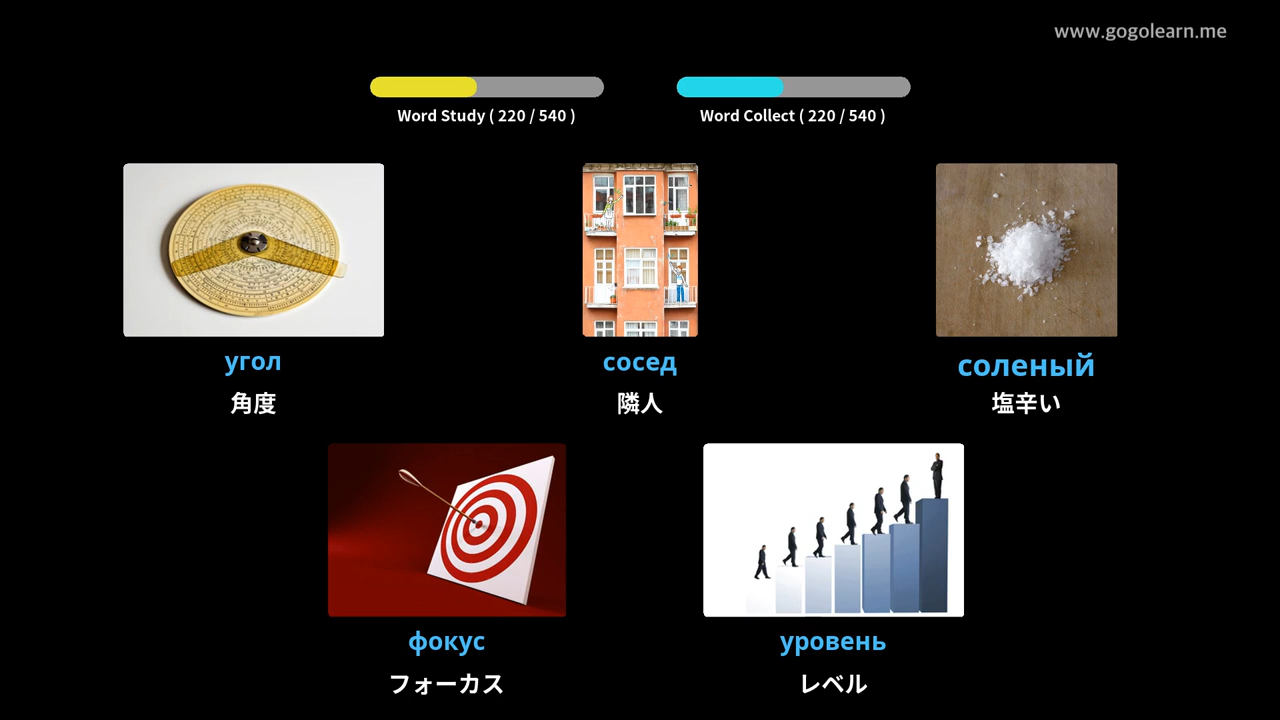 www.gogolearn.me
Word Study ( 220 / 540 )
Word Collect ( 220 / 540 )
угол
сосед
соленый
角度
隣人
塩辛い
фокус
уровень
フォーカス
レベル